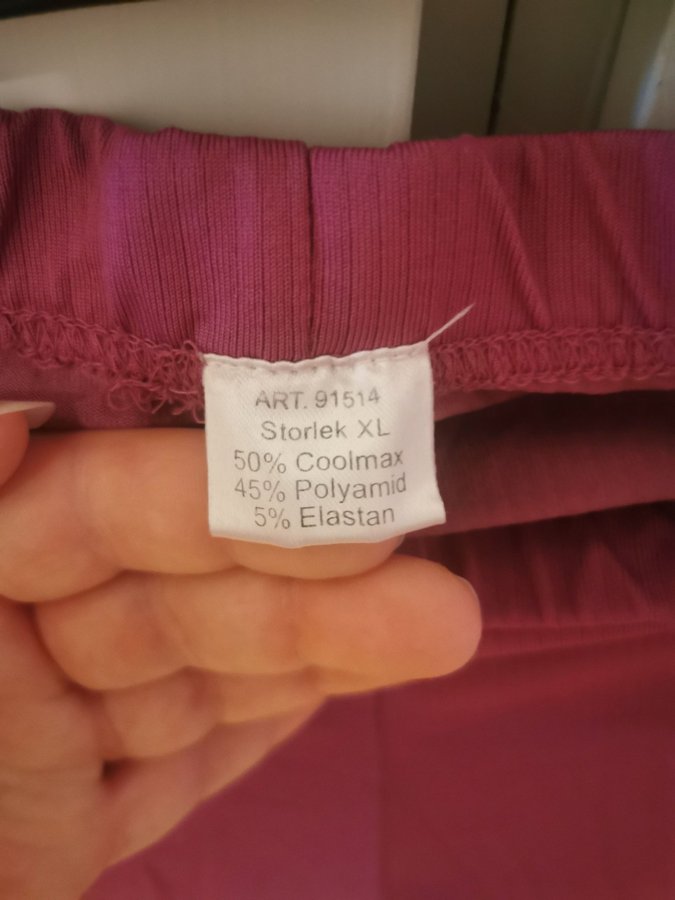 ART. 91514
Storlek XL
50% Coolmax
45% Polyamid
5% Elastan